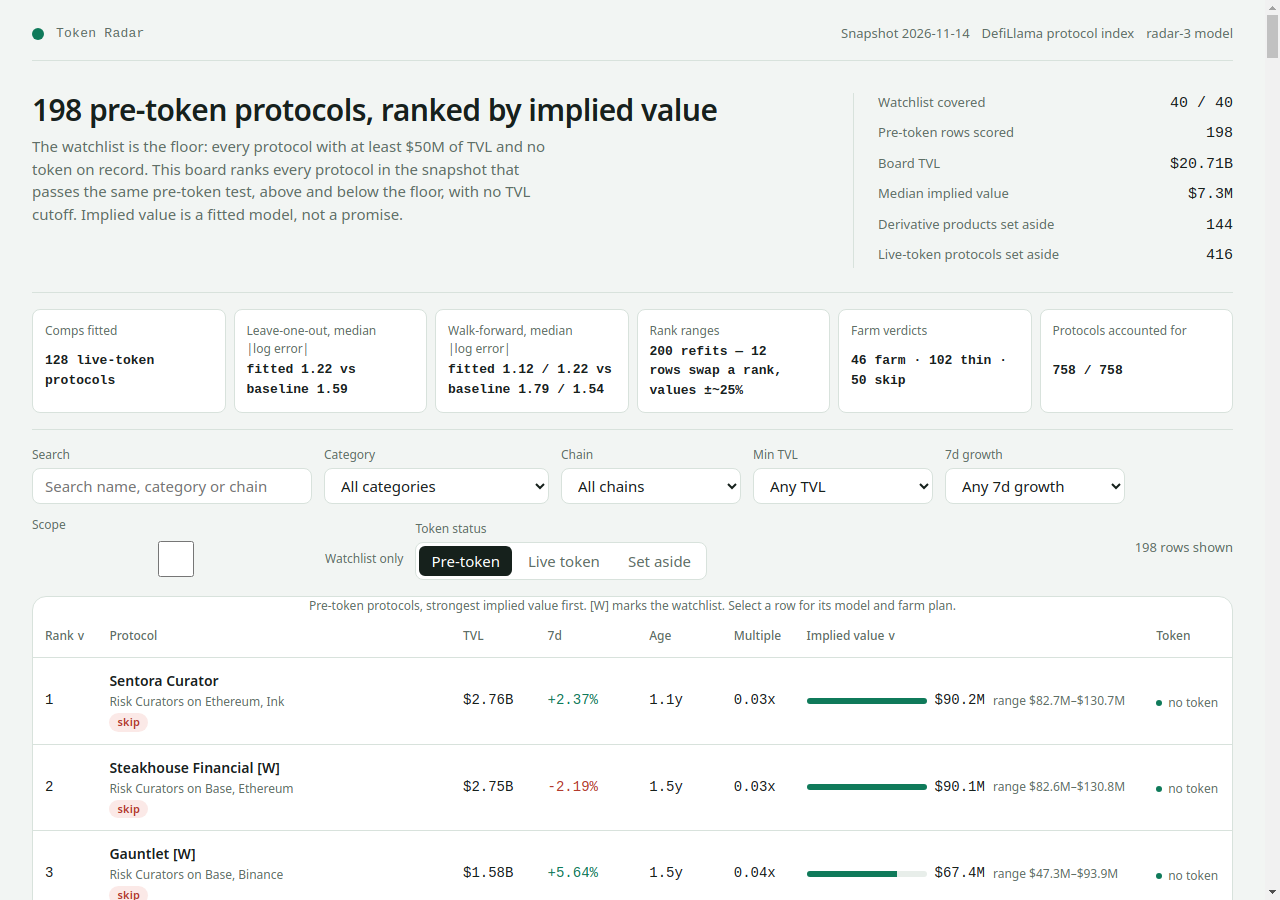 Token Radar
Snapshot 2026-11-14 DefiLlama protocol index radar-3 model
198 pre-token protocols, ranked by implied value
The watchlist is the floor: every protocol with at least $50M of TVL and no
token on record. This board ranks every protocol in the snapshot that
passes the same pre-token test, above and below the floor, with no TVL
cutoff. Implied value is a fitted model, not a promise.
Watchlist covered 40 / 40
Pre-token rows scored 198
Board TVL $20.71B
Median implied value $7.3M
Derivative products set aside 144
Live-token protocols set aside 416
Comps fitted
128 live-token
protocols
Leave-one-out, median
|log error|
fitted 1.22 vs
baseline 1.59
Walk-forward, median
|log error|
fitted 1.12 / 1.22 vs
baseline 1.79 / 1.54
Rank ranges
200 refits — 12
rows swap a rank,
values ±~25%
Farm verdicts
46 farm · 102 thin ·
50 skip
Protocols accounted for
758 / 758
Search
Search name, category or chain
Category
All categories
Chain
All chains
Min TVL
Any TVL
7d growth
Any 7d growth
Scope
Watchlist only
Token status
Pre-token Live token Set aside
198 rows shown
Pre-token protocols, strongest implied value first. [W] marks the watchlist. Select a row for its model and farm plan.
Rank v Protocol TVL 7d Age Multiple Implied value v Token
Sentora Curator
1 Risk Curators on Ethereum, Ink $2.76B +2.37% 1.1y 0.03x $90.2M range $82.7M–$130.7M no token
skip
Steakhouse Financial [W]
2 Risk Curators on Base, Ethereum $2.75B -2.19% 1.5y 0.03x $90.1M range $82.6M–$130.8M no token
skip
Gauntlet [W]
3 Risk Curators on Base, Binance $1.58B +5.64% 1.5y 0.04x $67.4M range $47.3M–$93.9M no token
skip